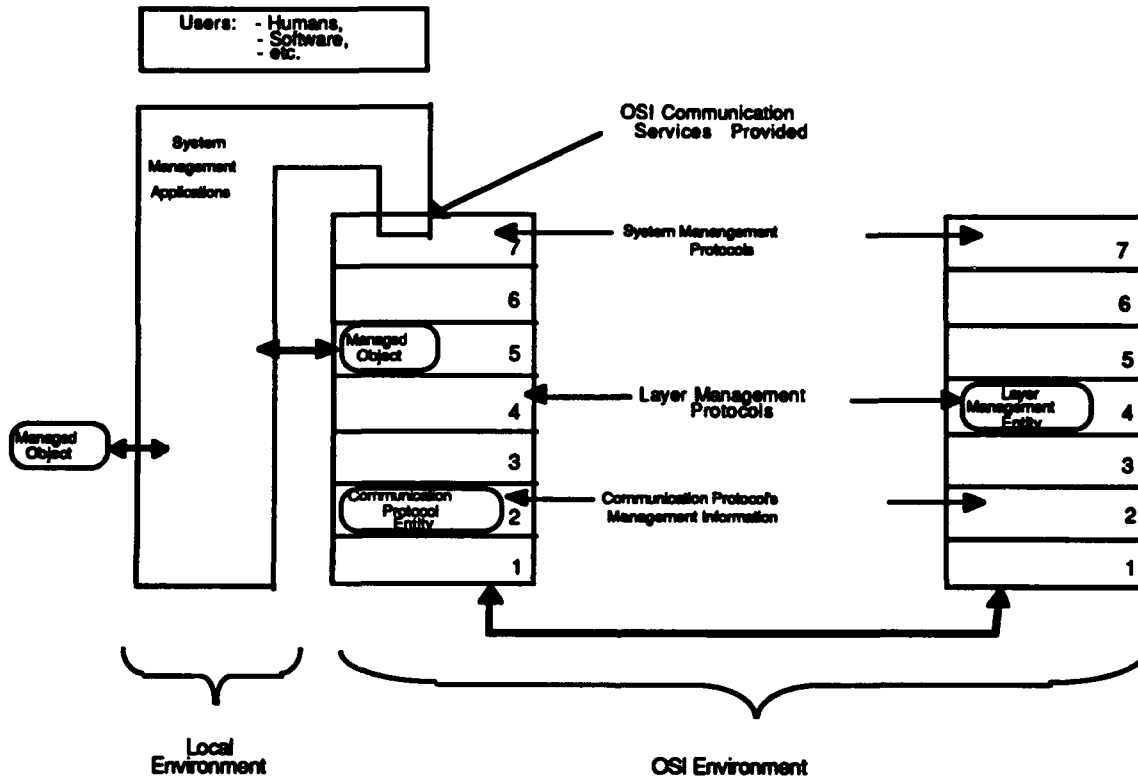 Users: - Humans,
- Software,
- etc.
OSI Communication
Services Provided
System
Management
Applications
System Manangement
Protocols
7
7
6
6
Managed
Object
5
5
Layer Management
Protocols
4
Layer
Management
Entity
4
Managed
Object
3
3
Communication
Protocol
Entity
2
Communication Protocol's
Management Information
2
1
1
Local
Environment
OSI Environment